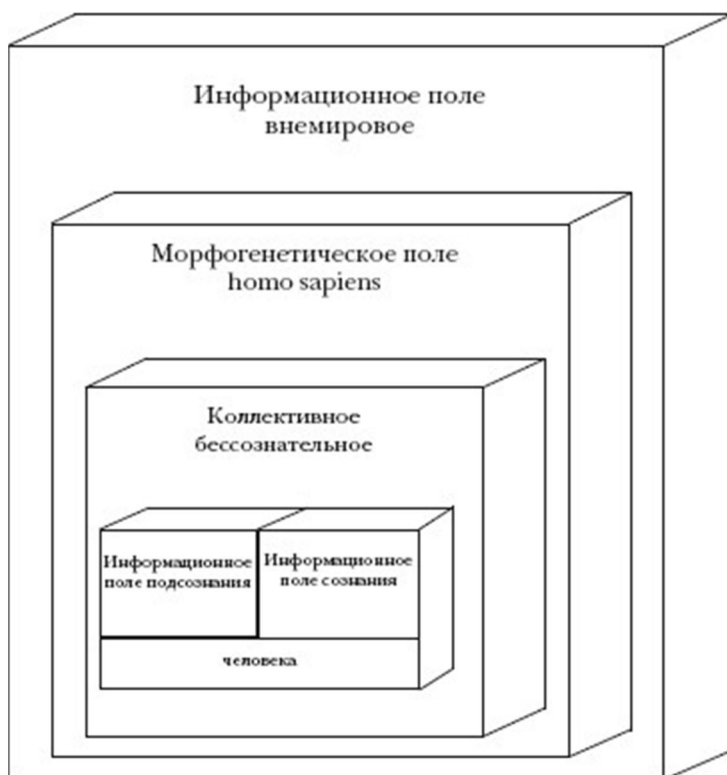 Информационное поле
внемировое
Морфогенетическое поле
homo sapiens
Коллективное
бессознательное
Информационное
поле подсознания
Информационное
поле сознания
человека